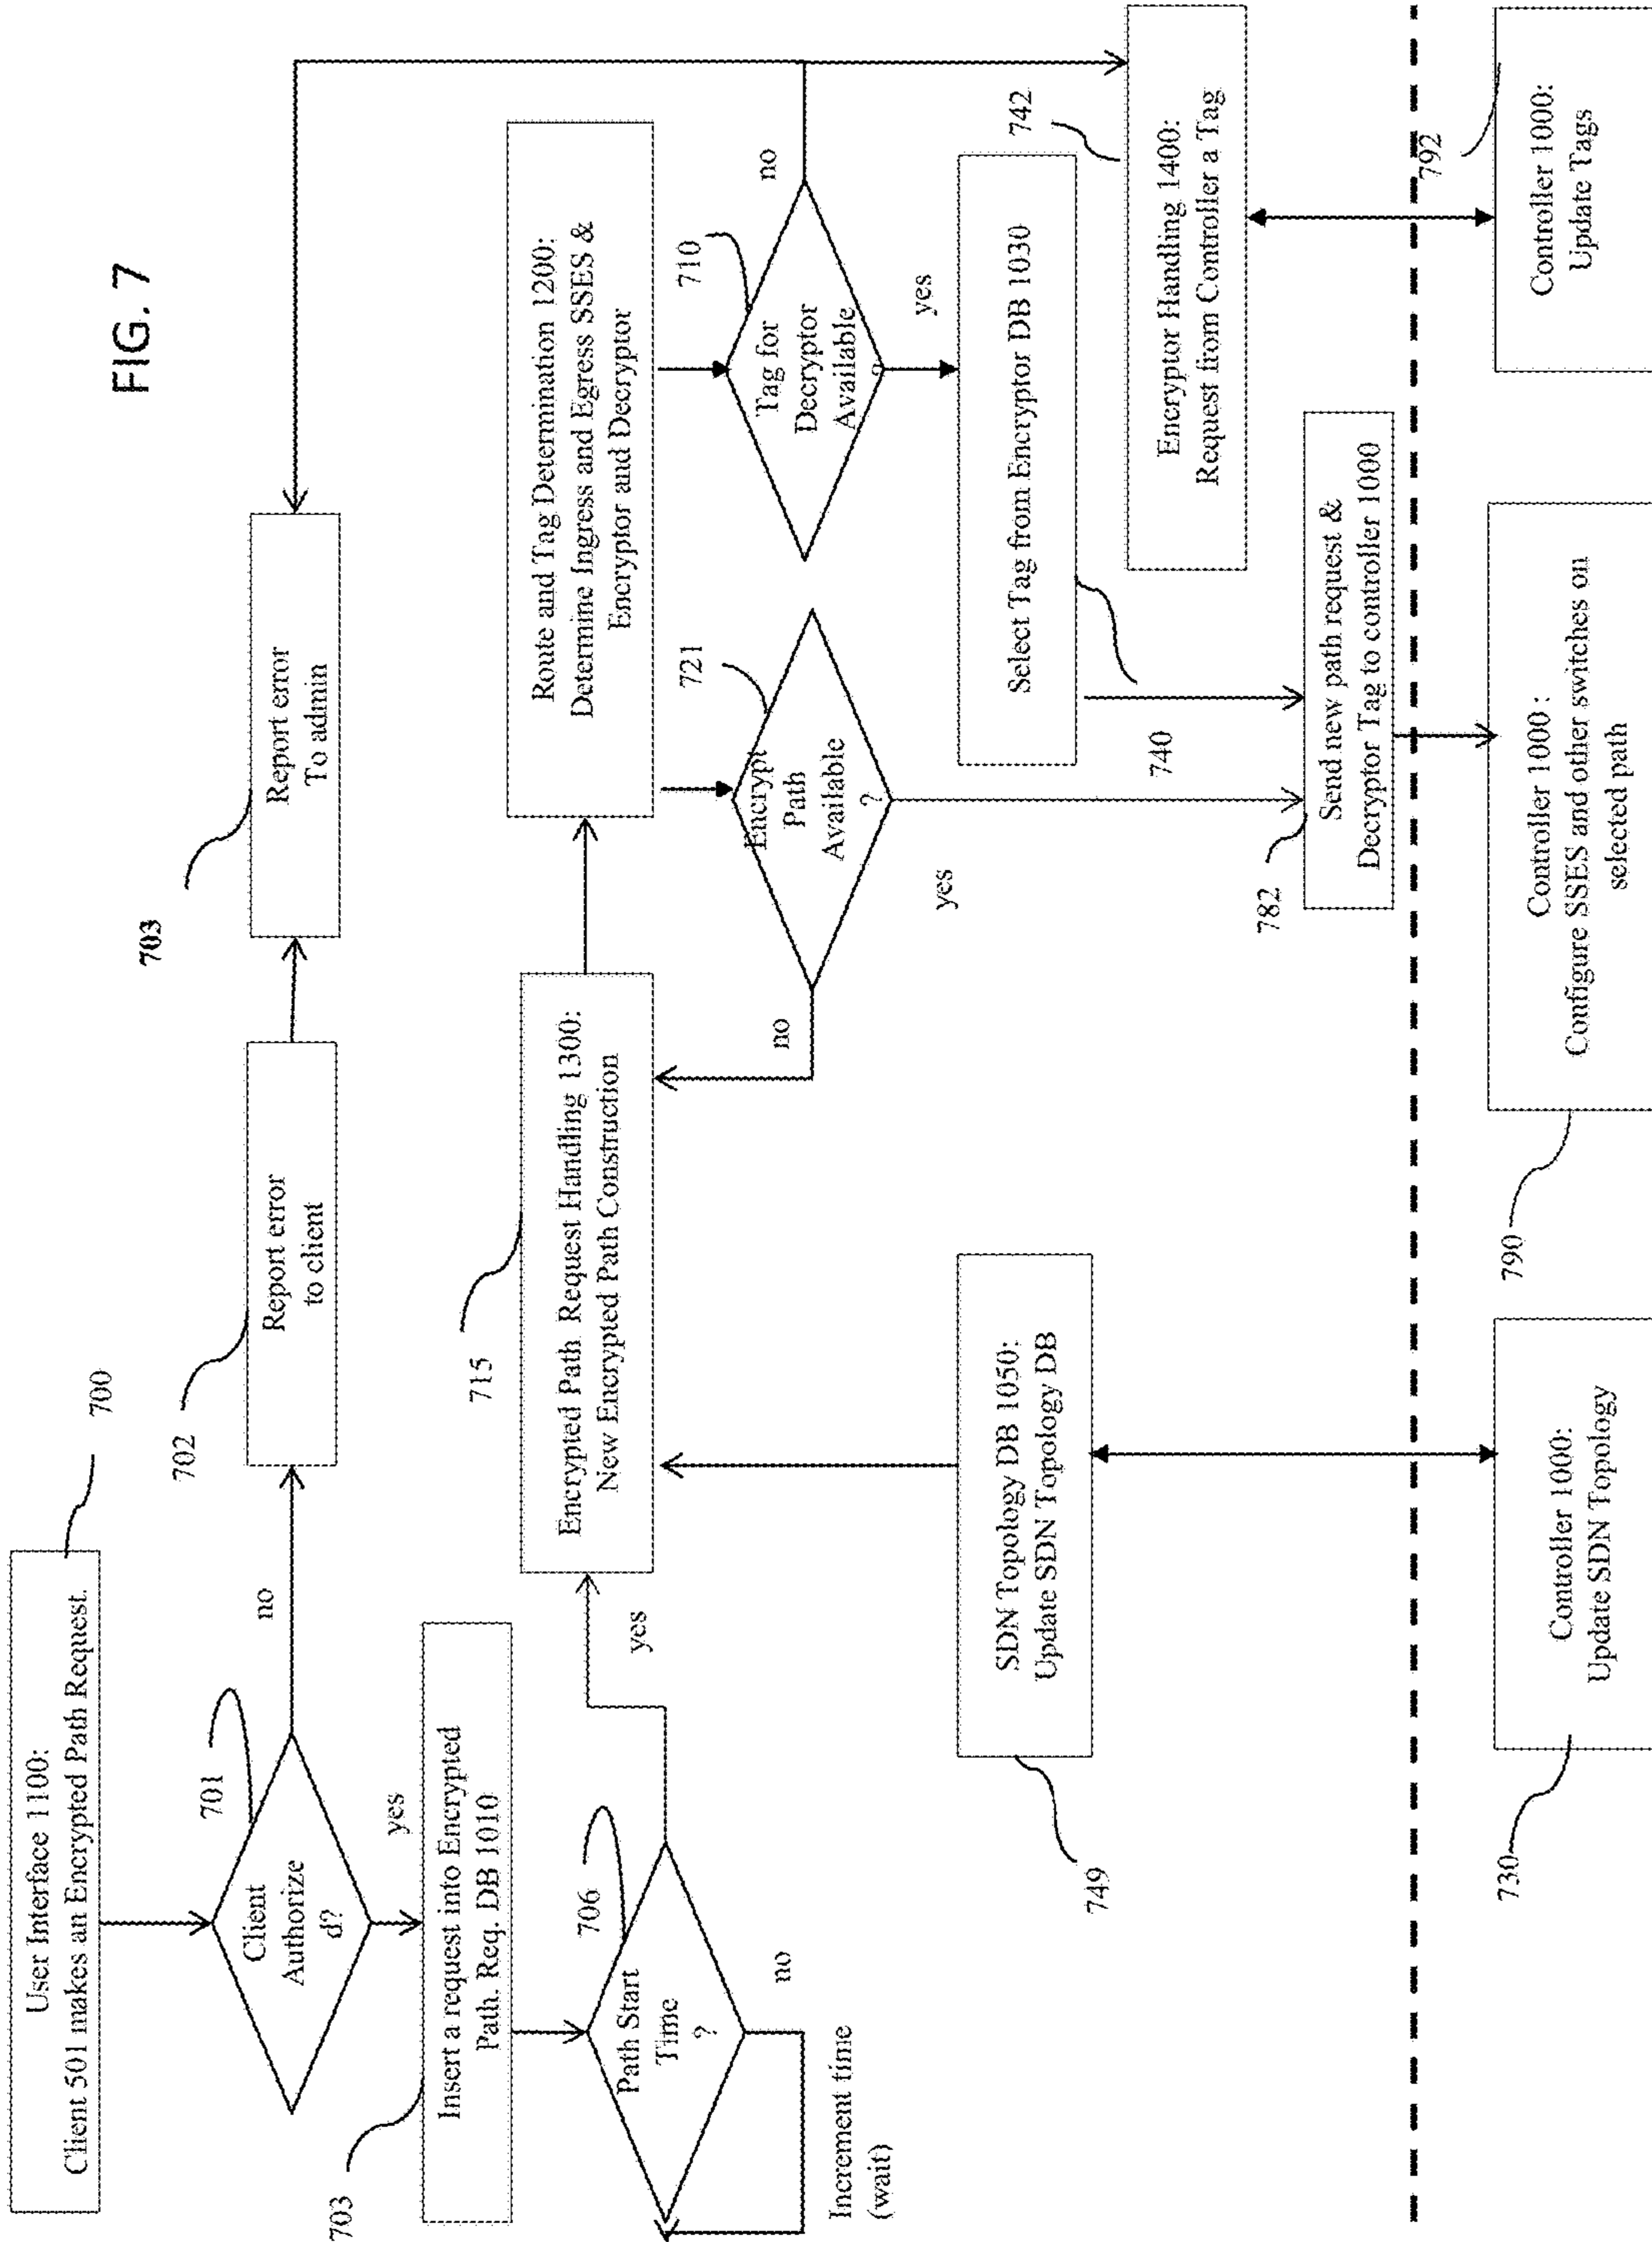 FIG. 7
User Interface 1100:
Client 501 makes an Encrypted Path Request.
700
Client
Authorize
d?
701
no
yes
Report error
to client
702
Report error
To admin
703
Insert a request into Encrypted
Path. Req. DB 1010
703
Path Start
Time
?
706
no
yes
Increment time
(wait)
Encrypted Path Request Handling 1300:
New Encrypted Path Construction
715
Route and Tag Determination 1200:
Determine Ingress and Egress SSES &
Encryptor and Decryptor
Encrypt
Path
Available
?
721
no
yes
Tag for
Decryptor
Available
?
710
no
yes
Select Tag from Encryptor DB 1030
740
Encryptor Handling 1400:
Request from Controller a Tag
742
SDN Topology DB 1050:
Update SDN Topology DB
749
Send new path request &
Decryptor Tag to controller 1000
782
Controller 1000:
Update SDN Topology
730
Controller 1000 :
Configure SSES and other switches on
selected path
790
Controller 1000:
Update Tags
792